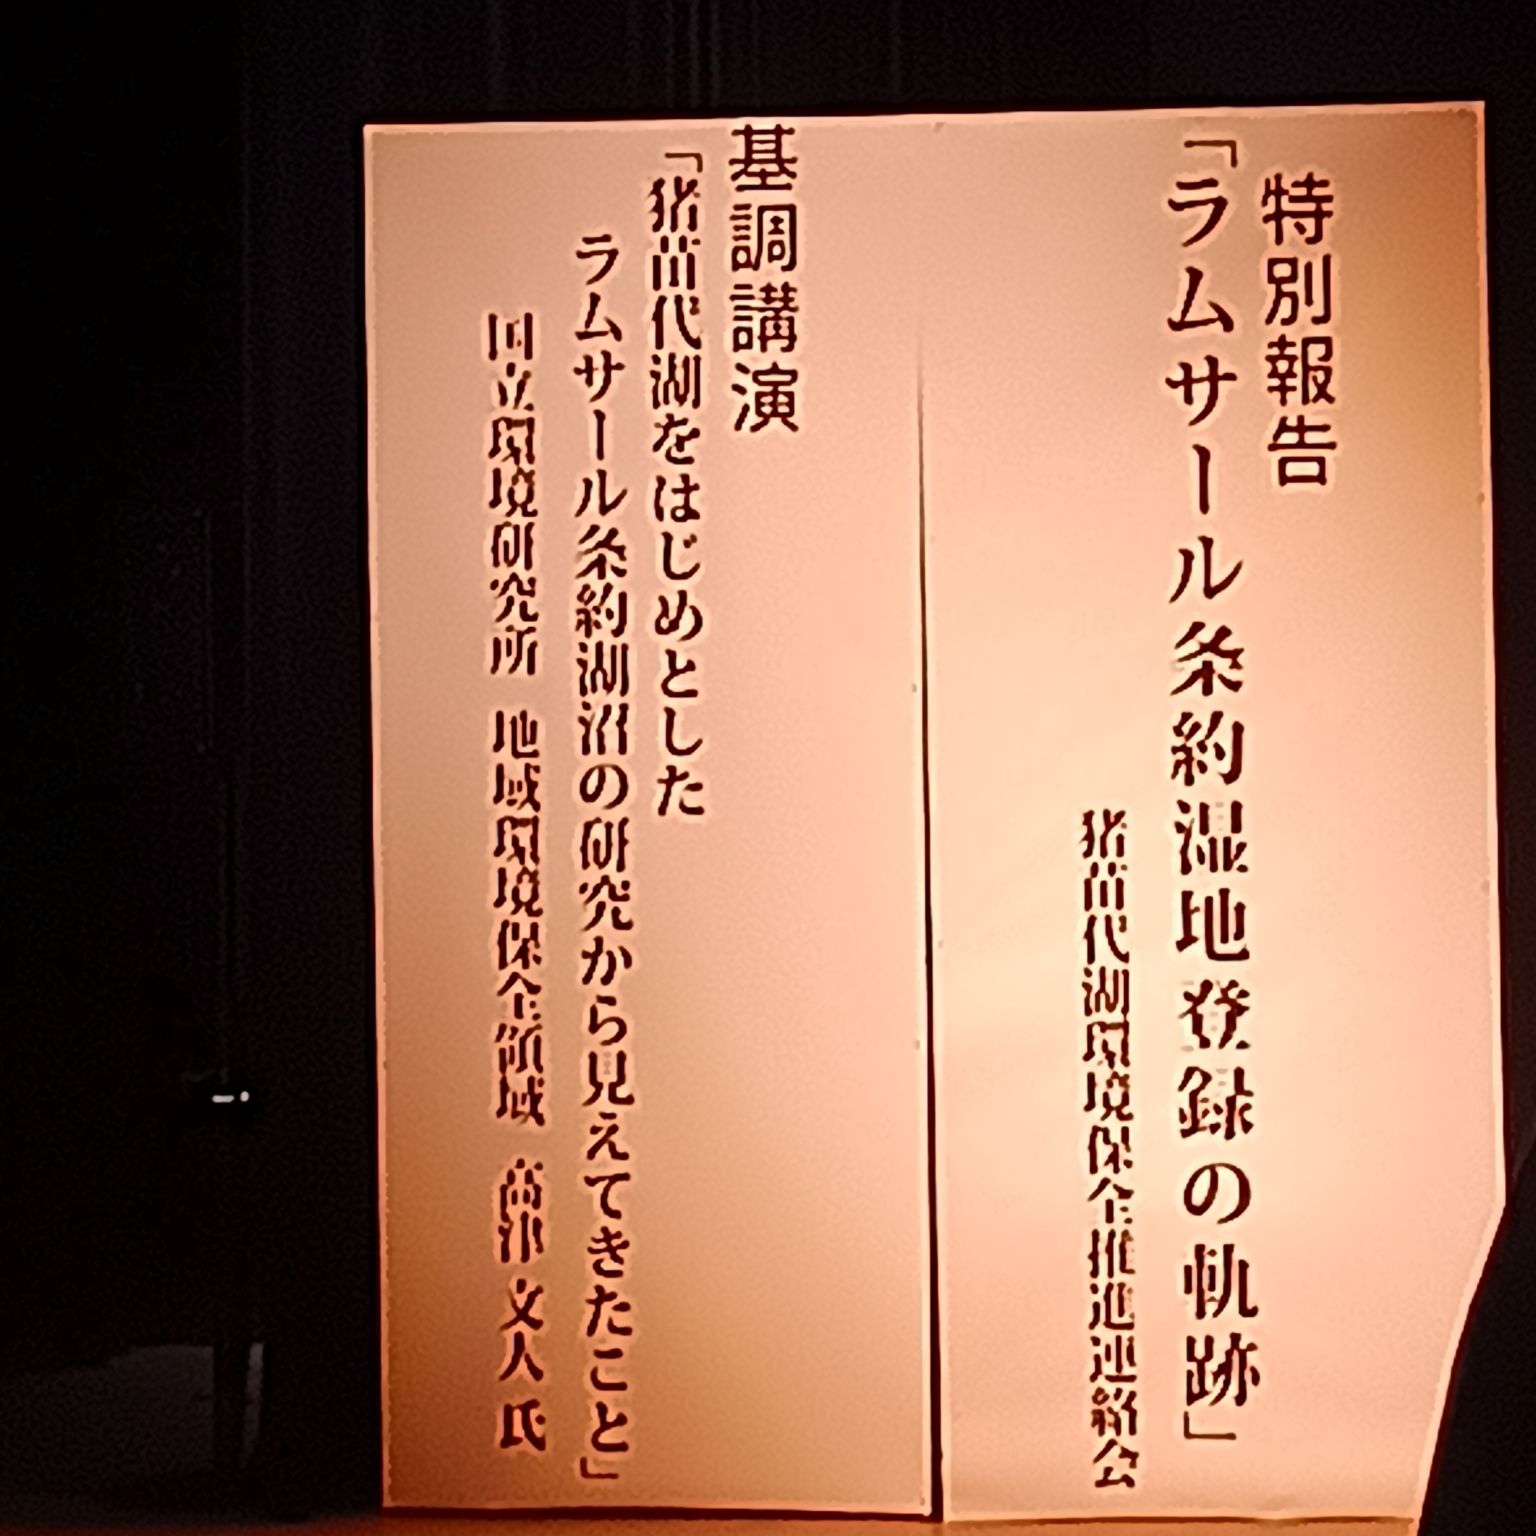 特別報告
「ラムサール条約湿地登録の軌跡」
猪苗代湖環境保全推進連絡会
基調講演
「猪苗代湖をはじめとした
ラムサール条約湖沼の研究から見えてきたこと」
国立環境研究所 地域環境保全領域 高津 文人 氏